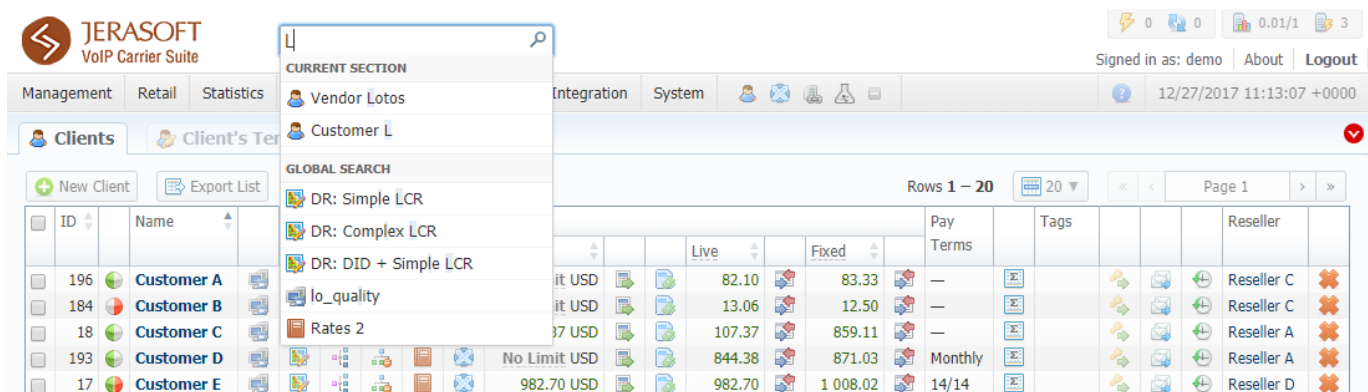 JERASOFT
VoIP Carrier Suite
L
0 0 0.01/1 3
Signed in as: demo About Logout
Management Retail Statistics Integration System 12/27/2017 11:13:07 +0000
CURRENT SECTION
Vendor Lotos
Customer L
GLOBAL SEARCH
DR: Simple LCR
DR: Complex LCR
DR: DID + Simple LCR
lo_quality
Rates 2
Clients Client's Ter
New Client Export List Rows 1 – 20 20 ▼ « ‹ Page 1 › »
ID Name Live Fixed Pay Terms Tags Reseller
196 Customer A it USD 82.10 83.33 — Reseller C
184 Customer B it USD 13.06 12.50 — Reseller C
18 Customer C 37 USD 107.37 859.11 — Reseller A
193 Customer D No Limit USD 844.38 871.03 Monthly Reseller A
17 Customer E 982.70 USD 982.70 1 008.02 14/14 Reseller D